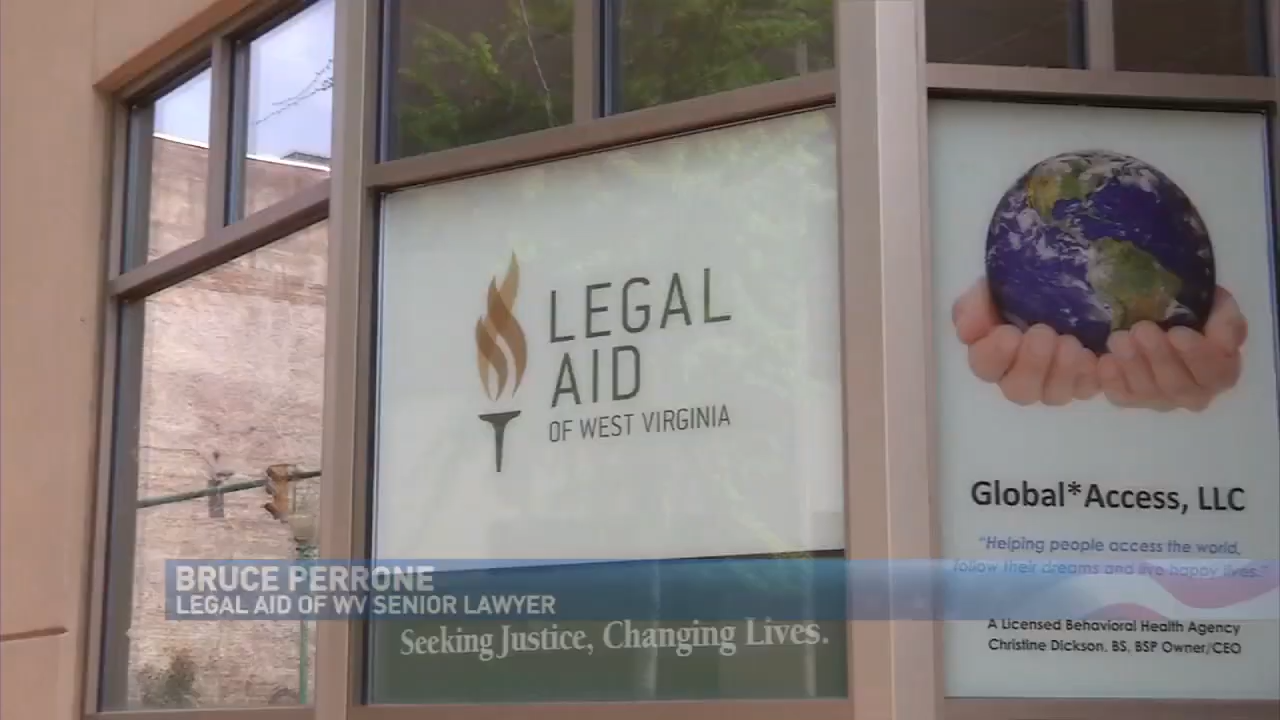 LEGAL
AID
OF WEST VIRGINIA
Seeking Justice, Changing Lives.
Global*Access, LLC
"Helping people access the world,
follow their dreams and live happy lives."
A Licensed Behavioral Health Agency
Christine Dickson, BS, BSP Owner/CEO
BRUCE PERRONE
LEGAL AID OF WV SENIOR LAWYER